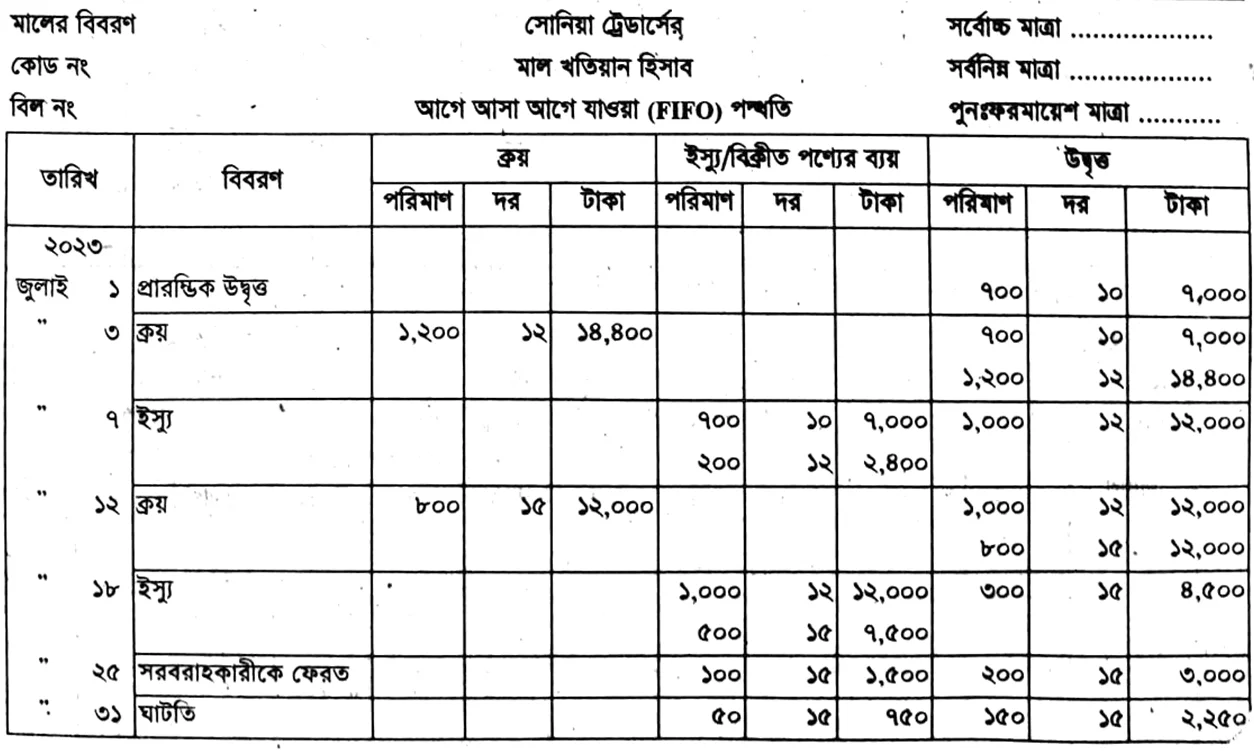 মালের বিবরণ সোনিয়া ট্রেডার্সের সর্বোচ্চ মাত্রা ....................
কোড নং মাল খতিয়ান হিসাব সর্বনিম্ন মাত্রা ....................
বিল নং আগে আসা আগে যাওয়া (FIFO) পদ্ধতি পুনঃফরমায়েশ মাত্রা ............
তারিখ বিবরণ ক্রয় ইস্যু/বিক্রীত পণ্যের ব্যয় উদ্বৃত্ত
পরিমাণ দর টাকা পরিমাণ দর টাকা পরিমাণ দর টাকা
২০২৩
জুলাই ১ প্রারম্ভিক উদ্বৃত্ত ৭০০ ১০ ৭,০০০
" ৩ ক্রয় ১,২০০ ১২ ১৪,৪০০ ৭০০ ১০ ৭,০০০
১,২০০ ১২ ১৪,৪০০
" ৭ ইস্যু ৭০০ ১০ ৭,০০০ ১,০০০ ১২ ১২,০০০
২০০ ১২ ২,৪০০
" ১২ ক্রয় ৮০০ ১৫ ১২,০০০ ১,০০০ ১২ ১২,০০০
৮০০ ১৫ ১২,০০০
" ১৮ ইস্যু ১,০০০ ১২ ১২,০০০ ৩০০ ১৫ ৪,৫০০
৫০০ ১৫ ৭,৫০০
" ২৫ সরবরাহকারীকে ফেরত ১০০ ১৫ ১,৫০০ ২০০ ১৫ ৩,০০০
" ৩১ ঘাটতি ৫০ ১৫ ৭৫০ ১৫০ ১৫ ২,২৫০